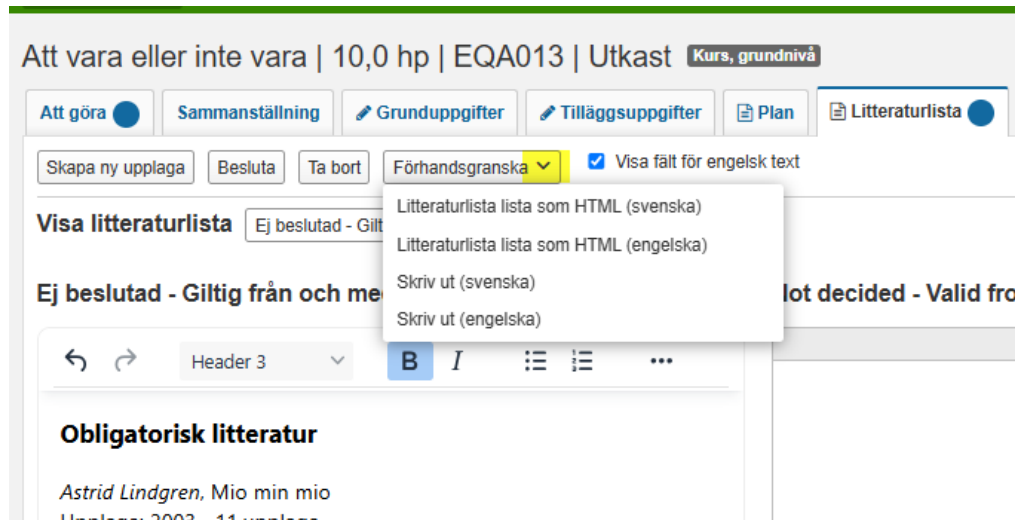 Att vara eller inte vara | 10,0 hp | EQA013 | Utkast Kurs, grundnivå
Att göra Sammanställning Grunduppgifter Tilläggsuppgifter Plan Litteraturlista
Skapa ny upplaga Besluta Ta bort Förhandsgranska Visa fält för engelsk text
Litteraturlista lista som HTML (svenska)
Visa litteraturlista Ej beslutad - Gilt
Litteraturlista lista som HTML (engelska)
Skriv ut (svenska)
Ej beslutad - Giltig från och me lot decided - Valid fro
Skriv ut (engelska)
Header 3 B I
Obligatorisk litteratur
Astrid Lindgren, Mio min mio